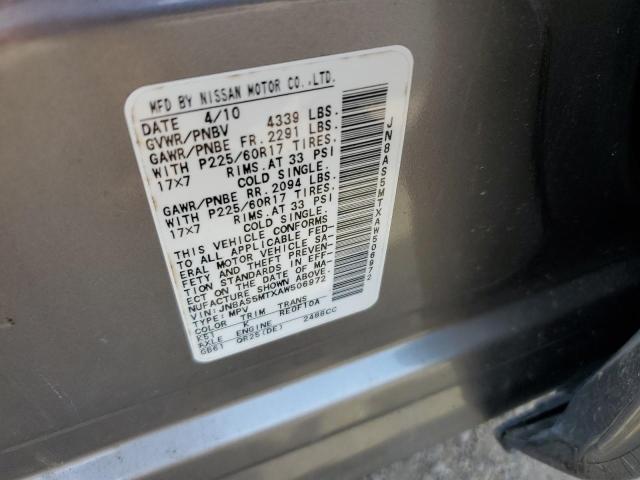 MFD BY NISSAN MOTOR CO.,LTD.
DATE 4/10
GVWR/PNBV 4339 LBS.
GAWR/PNBE FR. 2291 LBS.
WITH P225/60R17 TIRES,
17X7 RIMS.AT 33 PSI
COLD SINGLE.
GAWR/PNBE RR. 2094 LBS.
WITH P225/60R17 TIRES,
17X7 RIMS.AT 33 PSI
COLD SINGLE.
THIS VEHICLE CONFORMS
TO ALL APPLICABLE FED-
ERAL MOTOR VEHICLE SA-
FETY AND THEFT PREVEN-
TION STANDARDS IN EFF-
ECT ON THE DATE OF MA-
NUFACTURE SHOWN ABOVE.
VIN:JN8AS5MTXAW506972
TYPE: MPV
COLOR TRIM TRANS
K51 K RE0F10A
AXLE ENGINE
GB61 QR25(DE) 2488CC
JN8AS5MTXAW506972